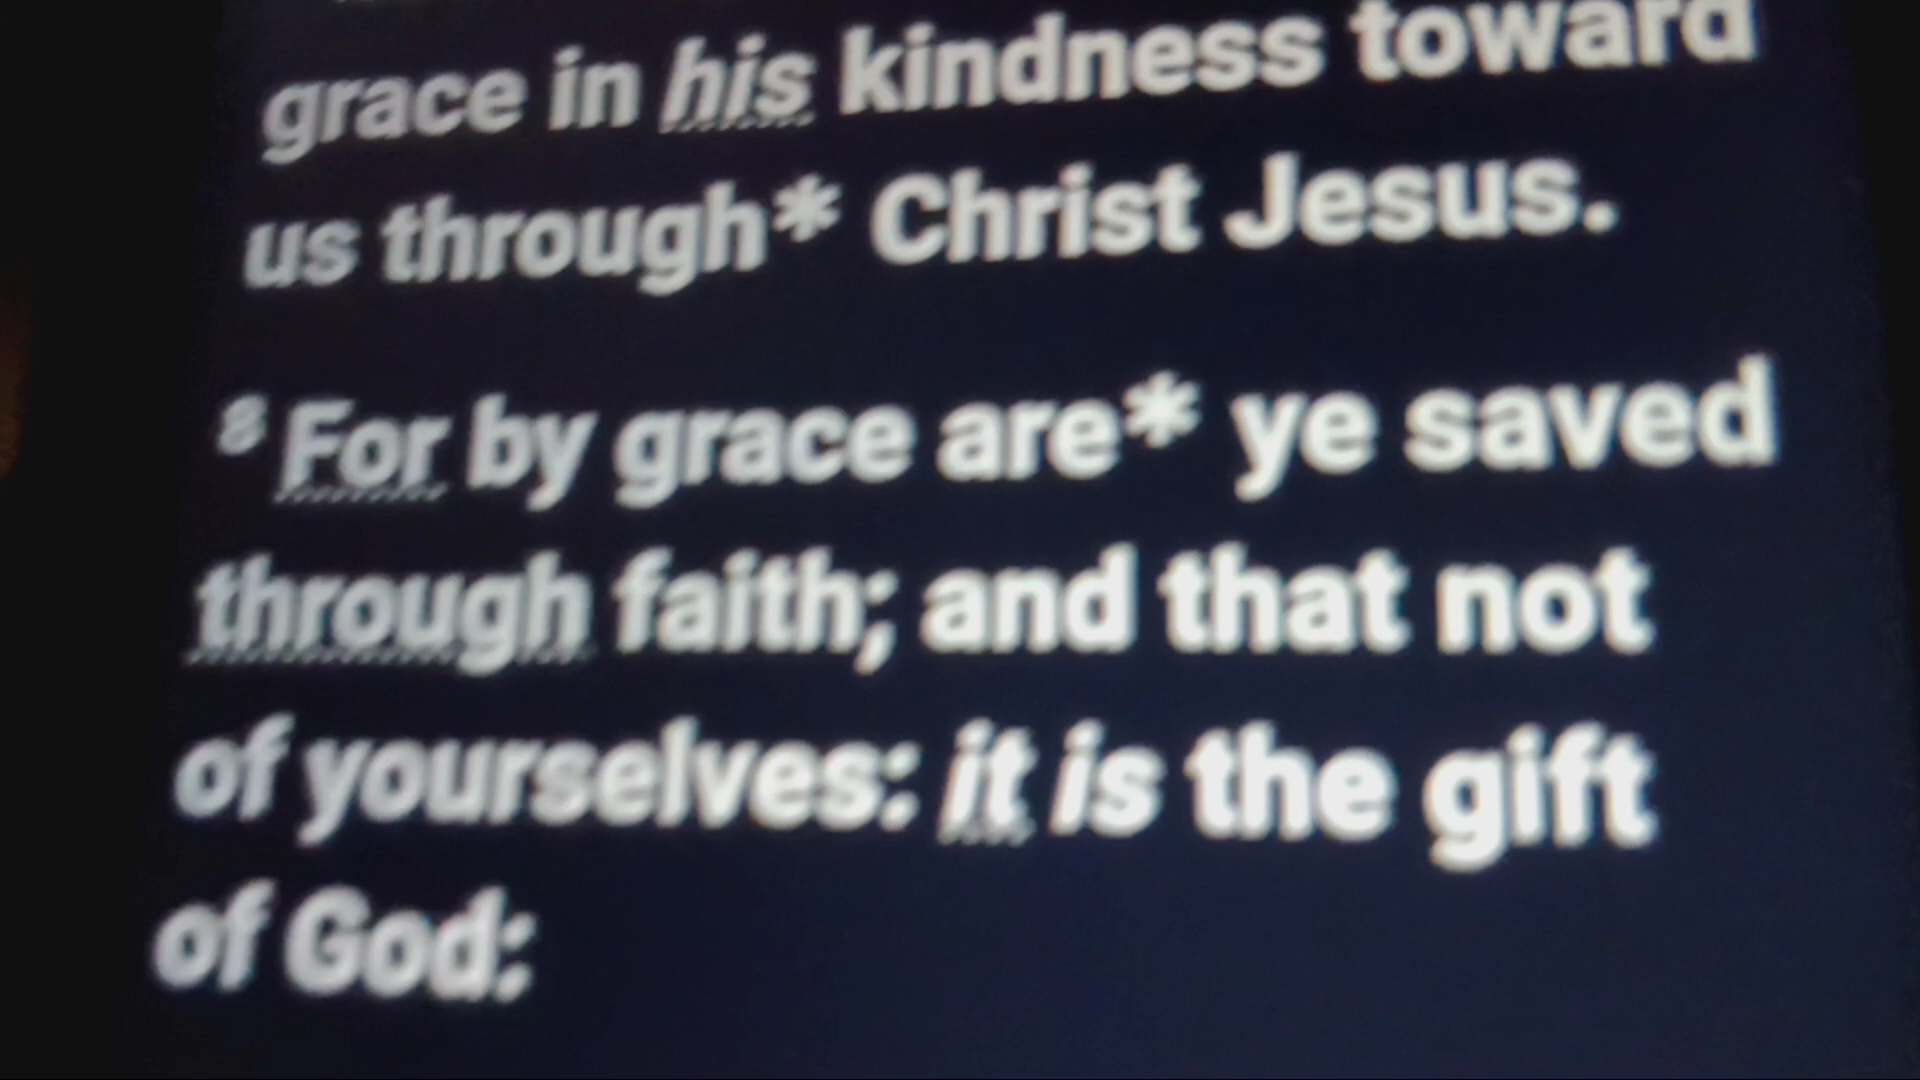 grace in his kindness toward
us through* Christ Jesus.
8 For by grace are* ye saved
through faith; and that not
of yourselves: it is the gift
of God: